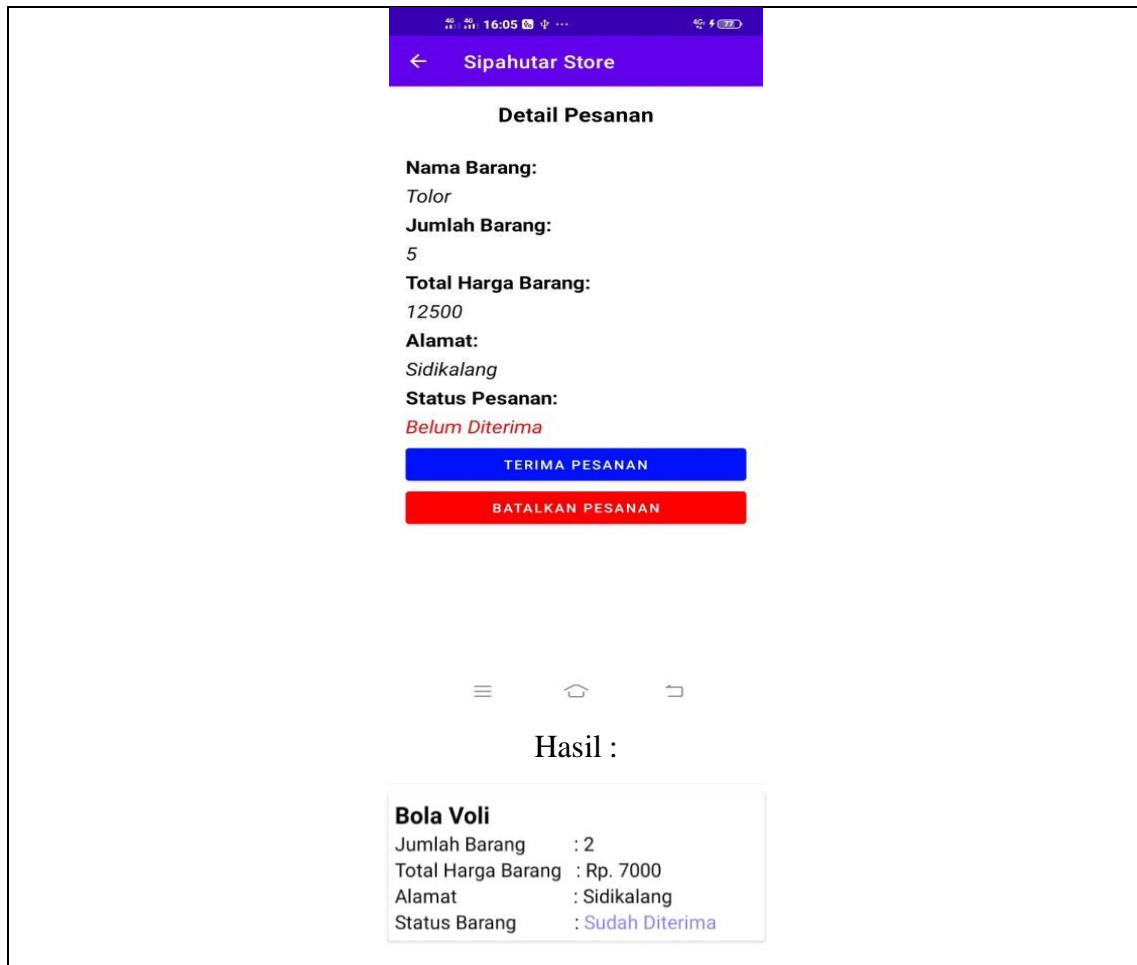 16:05
77
Sipahutar Store
Detail Pesanan
Nama Barang:
Tolor
Jumlah Barang:
5
Total Harga Barang:
12500
Alamat:
Sidikalang
Status Pesanan:
Belum Diterima
TERIMA PESANAN
BATALKAN PESANAN
Hasil :
Bola Voli
Jumlah Barang : 2
Total Harga Barang : Rp. 7000
Alamat : Sidikalang
Status Barang : Sudah Diterima